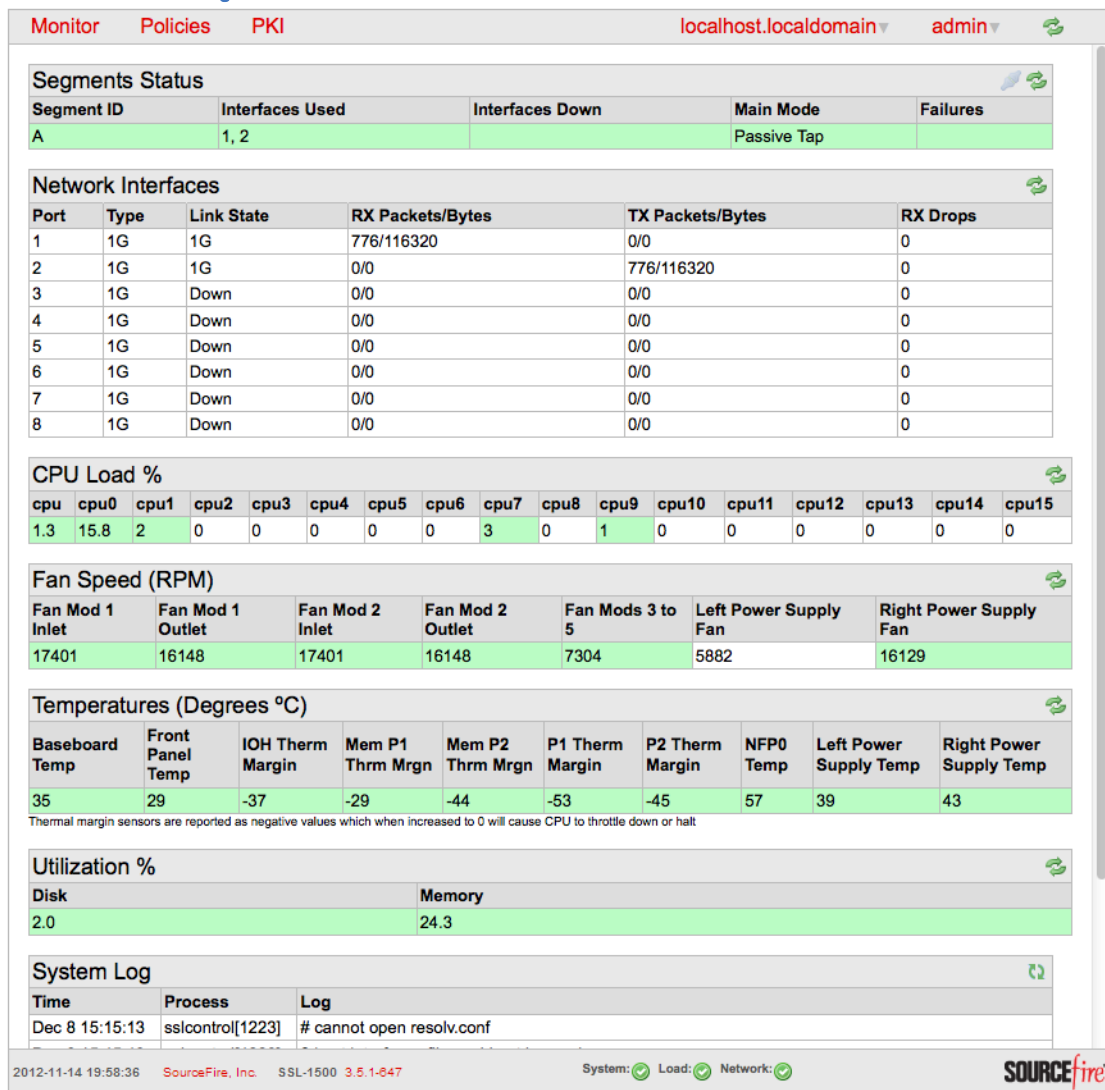 Monitor Policies PKI localhost.localdomain admin
Segments Status
Segment ID Interfaces Used Interfaces Down Main Mode Failures
A 1, 2 Passive Tap
Network Interfaces
Port Type Link State RX Packets/Bytes TX Packets/Bytes RX Drops
1 1G 1G 776/116320 0/0 0
2 1G 1G 0/0 776/116320 0
3 1G Down 0/0 0/0 0
4 1G Down 0/0 0/0 0
5 1G Down 0/0 0/0 0
6 1G Down 0/0 0/0 0
7 1G Down 0/0 0/0 0
8 1G Down 0/0 0/0 0
CPU Load %
cpu cpu0 cpu1 cpu2 cpu3 cpu4 cpu5 cpu6 cpu7 cpu8 cpu9 cpu10 cpu11 cpu12 cpu13 cpu14 cpu15
1.3 15.8 2 0 0 0 0 0 3 0 1 0 0 0 0 0 0
Fan Speed (RPM)
Fan Mod 1 Inlet Fan Mod 1 Outlet Fan Mod 2 Inlet Fan Mod 2 Outlet Fan Mods 3 to 5 Left Power Supply Fan Right Power Supply Fan
17401 16148 17401 16148 7304 5882 16129
Temperatures (Degrees ºC)
Baseboard Temp Front Panel Temp IOH Therm Margin Mem P1 Thrm Mrgn Mem P2 Thrm Mrgn P1 Therm Margin P2 Therm Margin NFP0 Temp Left Power Supply Temp Right Power Supply Temp
35 29 -37 -29 -44 -53 -45 57 39 43
Thermal margin sensors are reported as negative values which when increased to 0 will cause CPU to throttle down or halt
Utilization %
Disk Memory
2.0 24.3
System Log
Time Process Log
Dec 8 15:15:13 sslcontrol[1223] # cannot open resolv.conf
2012-11-14 19:58:36 SourceFire, Inc. SSL-1500 3.5.1-647 System: Load: Network: SOURCEfire